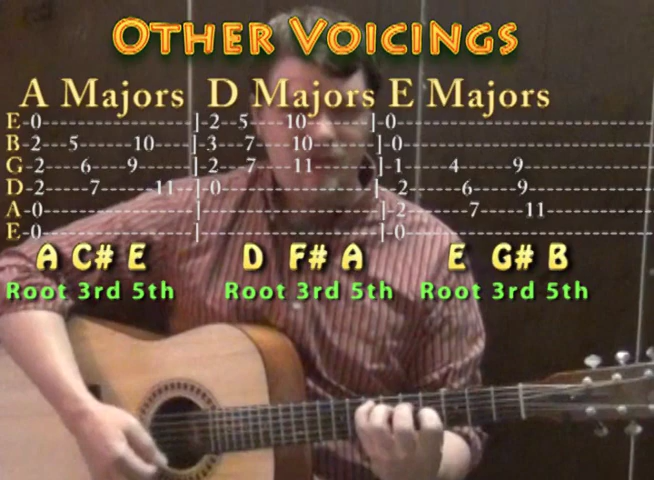 OTHER VOICINGS
A Majors D Majors E Majors
E-0----------------------] -2--5----10--------] -0--------------------------
B-2----5---------10----] -3---7-----10-------] -0--------------------------
G-2------6------9-------] -2---7------11------] -1------4--------9-----------
D-2-------7---------11--] -0------------------]--2-------6-------9----------
A-0----------------------]---------------------]-2---------7------11---------
E-0----------------------]---------------------]-0--------------------------
A C# E D F# A E G# B
Root 3rd 5th Root 3rd 5th Root 3rd 5th